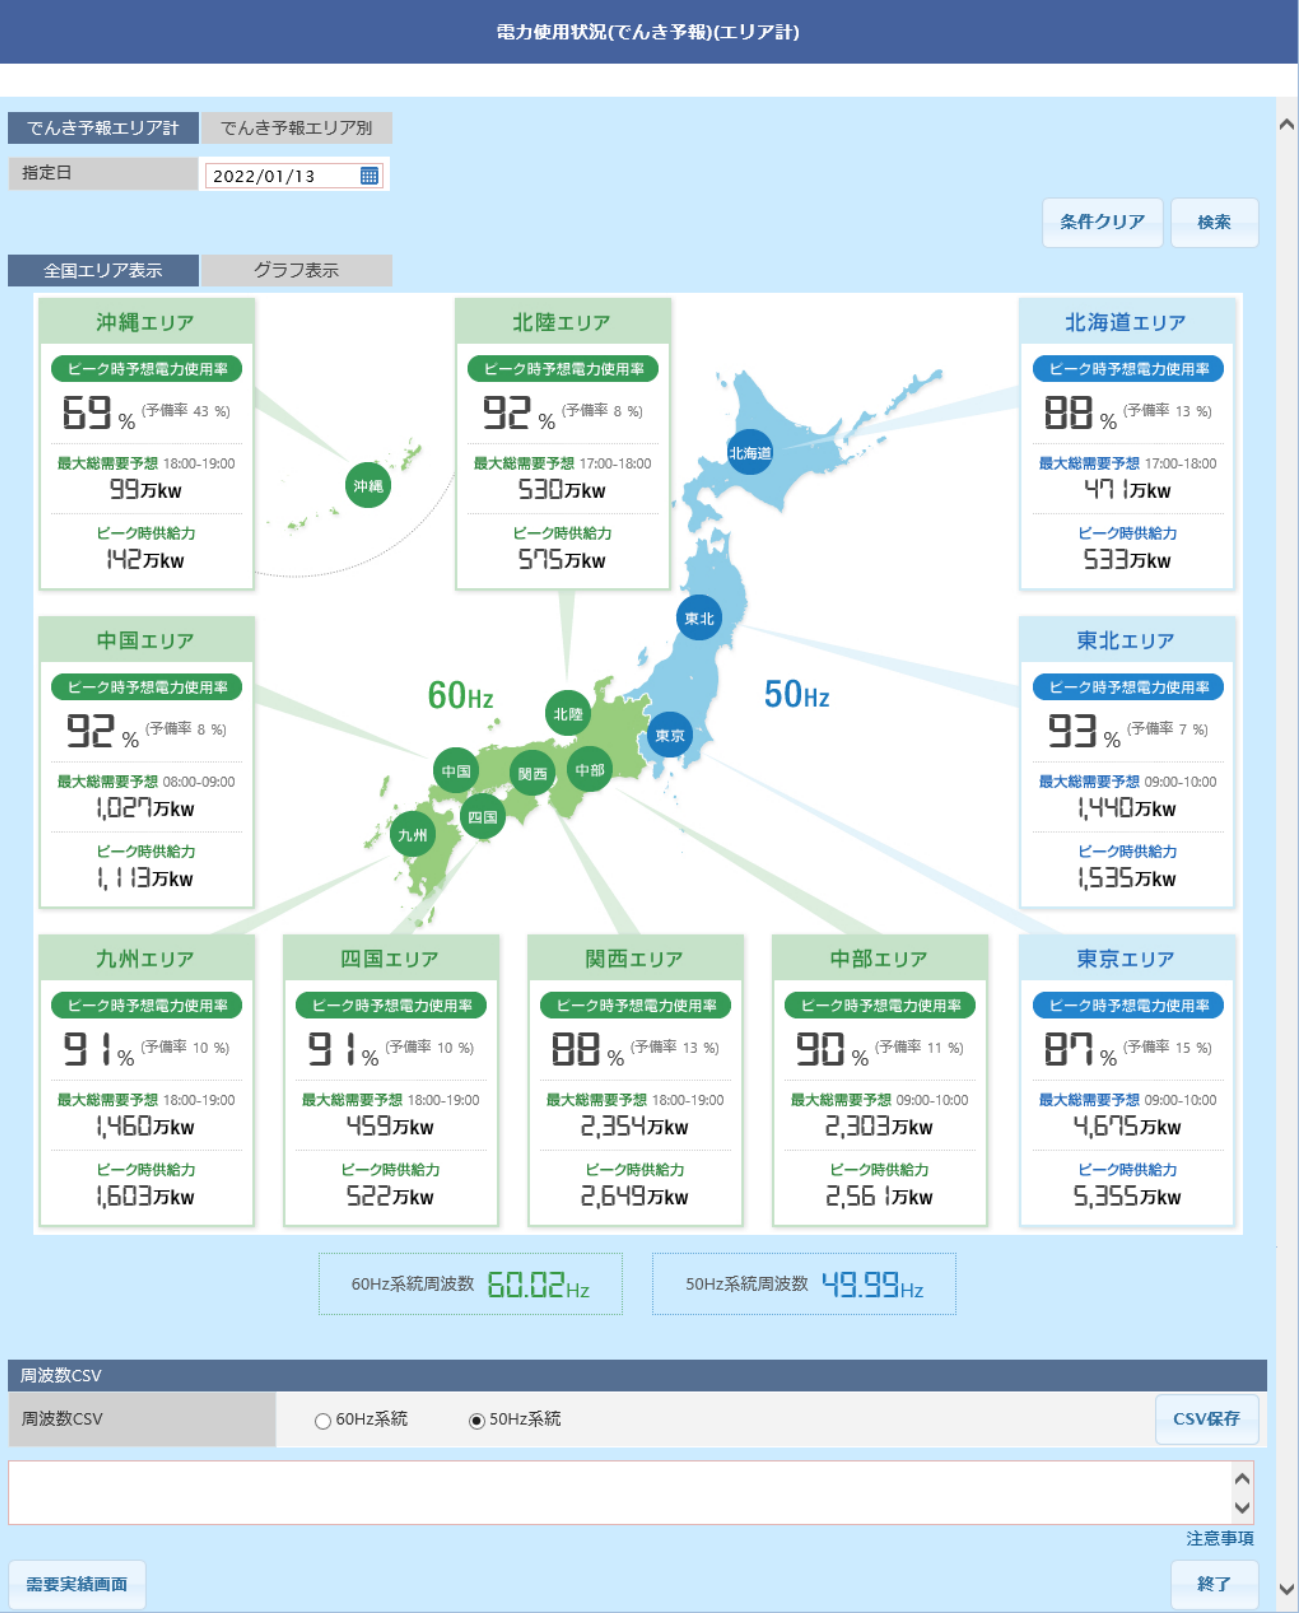 電力使用状況(でんき予報)(エリア計)
でんき予報エリア計 でんき予報エリア別
指定日 2022/01/13
条件クリア 検索
全国エリア表示 グラフ表示
沖縄エリア
ピーク時予想電力使用率
69 % (予備率 43 %)
最大総需要予想 18:00-19:00
99万kw
ピーク時供給力
142万kw
北陸エリア
ピーク時予想電力使用率
92 % (予備率 8 %)
最大総需要予想 17:00-18:00
530万kw
ピーク時供給力
575万kw
北海道エリア
ピーク時予想電力使用率
88 % (予備率 13 %)
最大総需要予想 17:00-18:00
471万kw
ピーク時供給力
533万kw
北海道
沖縄
東北
60Hz
50Hz
北陸
東京
中国
関西
中部
四国
九州
中国エリア
ピーク時予想電力使用率
92 % (予備率 8 %)
最大総需要予想 08:00-09:00
1,027万kw
ピーク時供給力
1,113万kw
東北エリア
ピーク時予想電力使用率
93 % (予備率 7 %)
最大総需要予想 09:00-10:00
1,440万kw
ピーク時供給力
1,535万kw
九州エリア
ピーク時予想電力使用率
91 % (予備率 10 %)
最大総需要予想 18:00-19:00
1,460万kw
ピーク時供給力
1,603万kw
四国エリア
ピーク時予想電力使用率
91 % (予備率 10 %)
最大総需要予想 18:00-19:00
459万kw
ピーク時供給力
522万kw
関西エリア
ピーク時予想電力使用率
88 % (予備率 13 %)
最大総需要予想 18:00-19:00
2,354万kw
ピーク時供給力
2,649万kw
中部エリア
ピーク時予想電力使用率
90 % (予備率 11 %)
最大総需要予想 09:00-10:00
2,303万kw
ピーク時供給力
2,561万kw
東京エリア
ピーク時予想電力使用率
87 % (予備率 15 %)
最大総需要予想 09:00-10:00
4,675万kw
ピーク時供給力
5,355万kw
60Hz系統周波数 60.02Hz
50Hz系統周波数 49.99Hz
周波数CSV
周波数CSV 60Hz系統 50Hz系統 CSV保存
注意事項
需要実績画面 終了